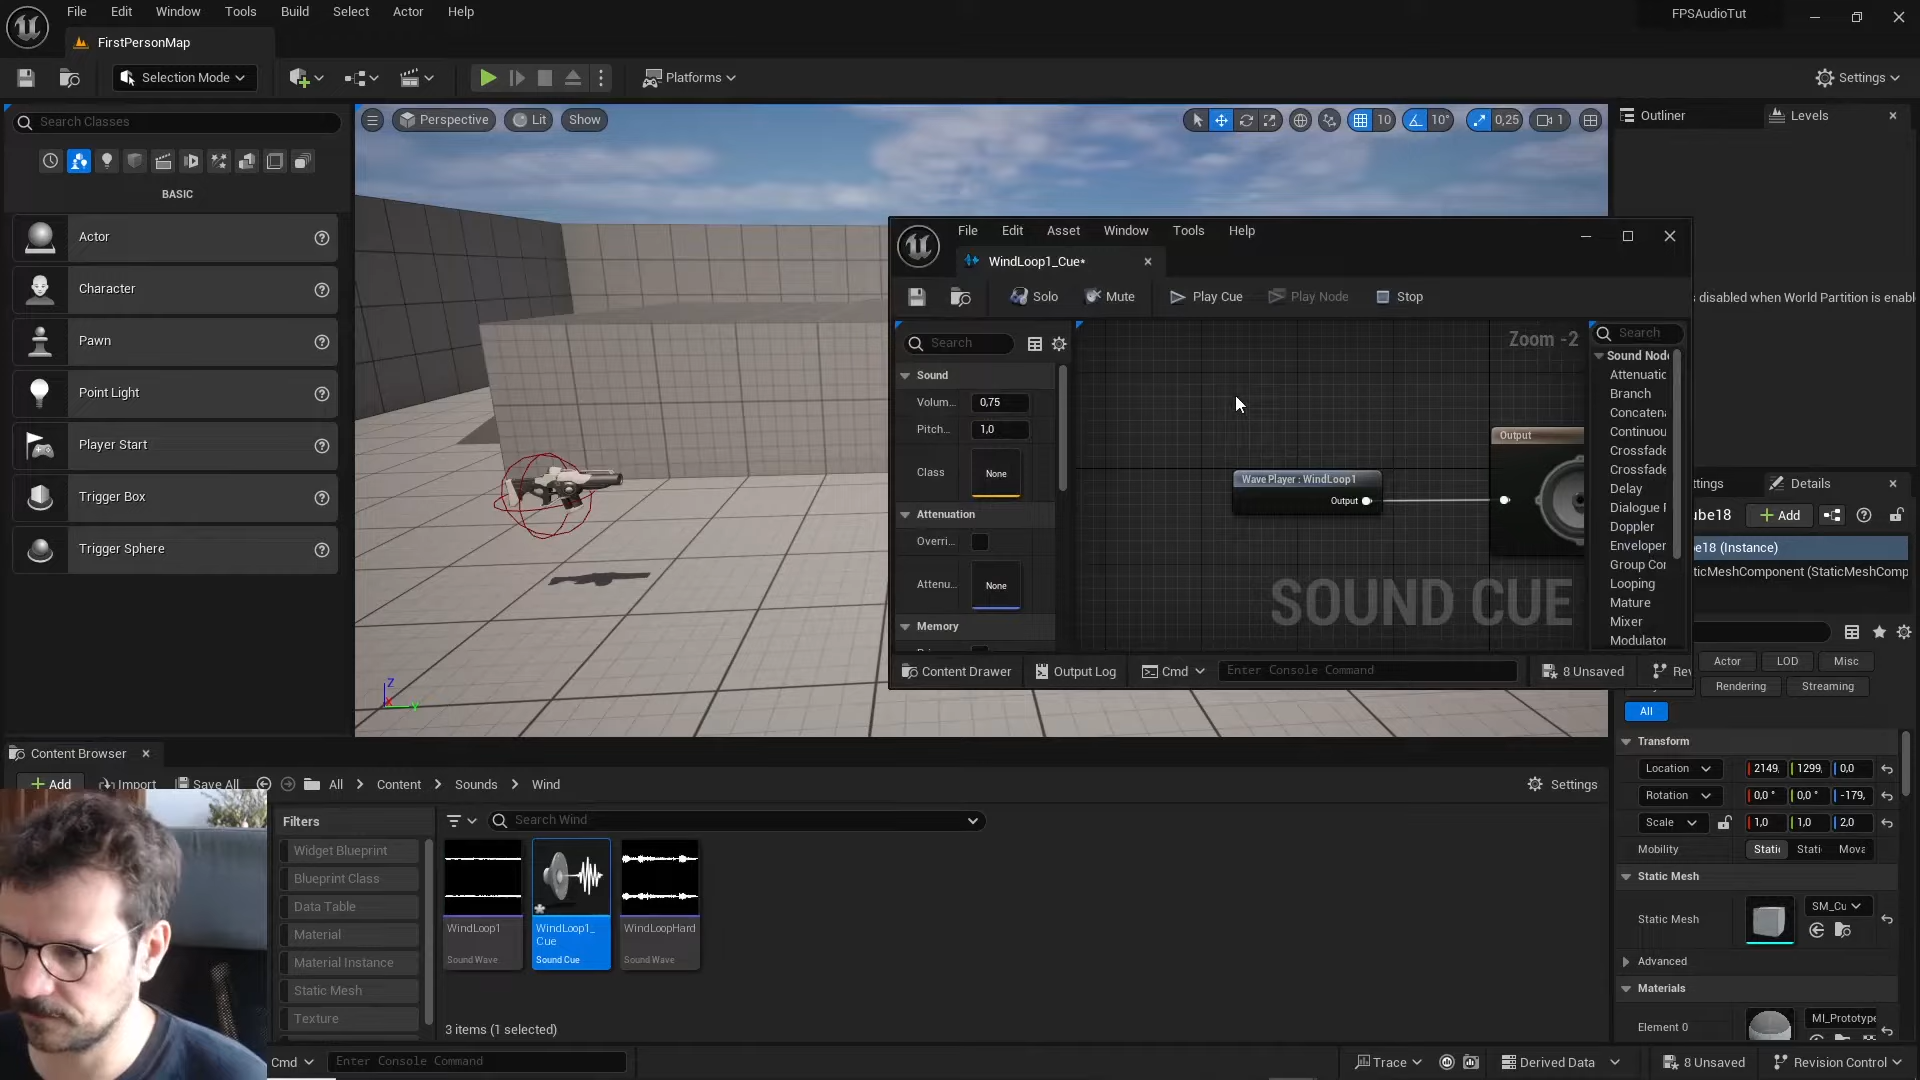 File Edit Window Tools Build Select Actor Help
FPSAudioTut
FirstPersonMap
Selection Mode
Platforms
Settings
Search Classes
BASIC
Actor
Character
Pawn
Point Light
Player Start
Trigger Box
Trigger Sphere
Perspective Lit Show
10 10° 0,25 1
Z
X Y
File Edit Asset Window Tools Help
WindLoop1_Cue*
Solo Mute Play Cue Play Node Stop
Search
Sound
Volum... 0,75
Pitch... 1,0
Class None
Attenuation
Overri...
Attenu... None
Memory
Zoom -2
Wave Player : WindLoop1
Output
Output
SOUND CUE
Search
Sound Node
Attenuatic
Branch
Concatena
Continuou
Crossfade
Crossfade
Delay
Dialogue
Doppler
Enveloper
Group Cor
Looping
Mature
Mixer
Modulator
Content Drawer Output Log Cmd Enter Console Command 8 Unsaved Rev
Outliner Levels
disabled when World Partition is enabl
ttings Details
ube18 Add
e18 (Instance)
ticMeshComponent (StaticMeshComp
Actor LOD Misc
Rendering Streaming
All
Transform
Location 2149, 1299, 0,0
Rotation 0,0 ° 0,0 ° -179,
Scale 1,0 1,0 2,0
Mobility Static Stati Mova
Static Mesh
Static Mesh SM_Cu
Advanced
Materials
Element 0 MI_Prototype
Content Browser
Add Import Save All All Content Sounds Wind Settings
Filters
Widget Blueprint
Blueprint Class
Data Table
Material
Material Instance
Static Mesh
Texture
Search Wind
WindLoop1
Sound Wave
WindLoop1_
Cue
Sound Cue
WindLoopHard
Sound Wave
3 items (1 selected)
Cmd Enter Console Command
Trace Derived Data 8 Unsaved Revision Control